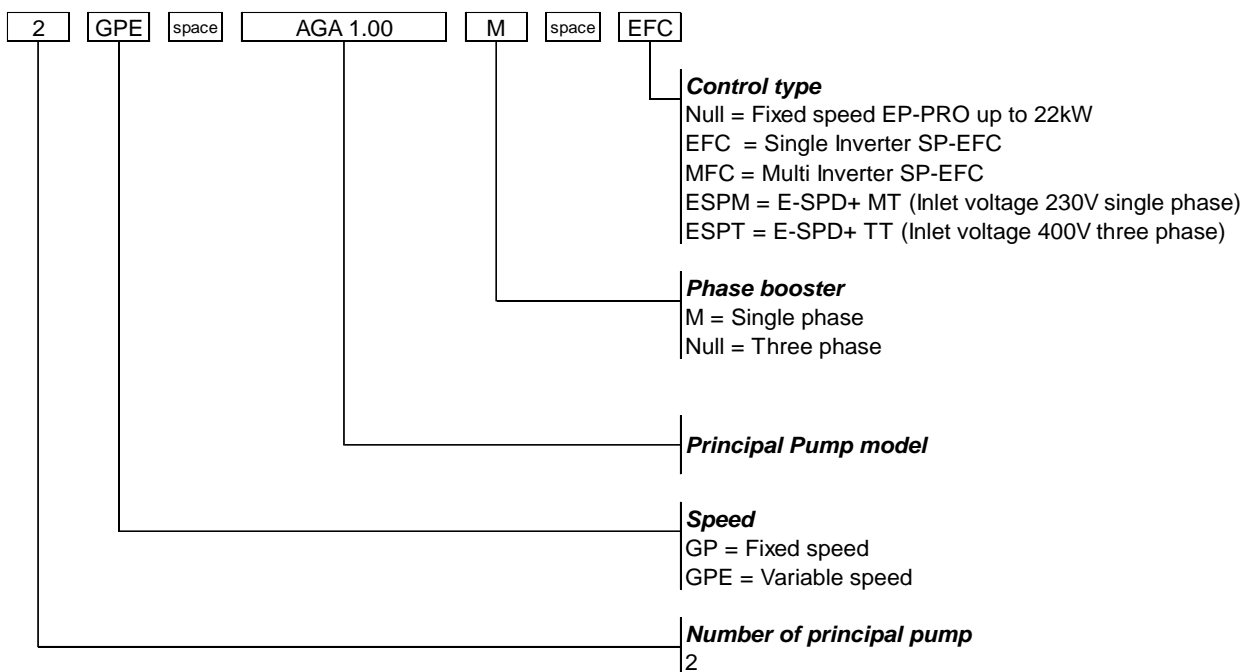 2 GPE space AGA 1.00 M space EFC
Control type
Null = Fixed speed EP-PRO up to 22kW
EFC = Single Inverter SP-EFC
MFC = Multi Inverter SP-EFC
ESPM = E-SPD+ MT (Inlet voltage 230V single phase)
ESPT = E-SPD+ TT (Inlet voltage 400V three phase)
Phase booster
M = Single phase
Null = Three phase
Principal Pump model
Speed
GP = Fixed speed
GPE = Variable speed
Number of principal pump
2